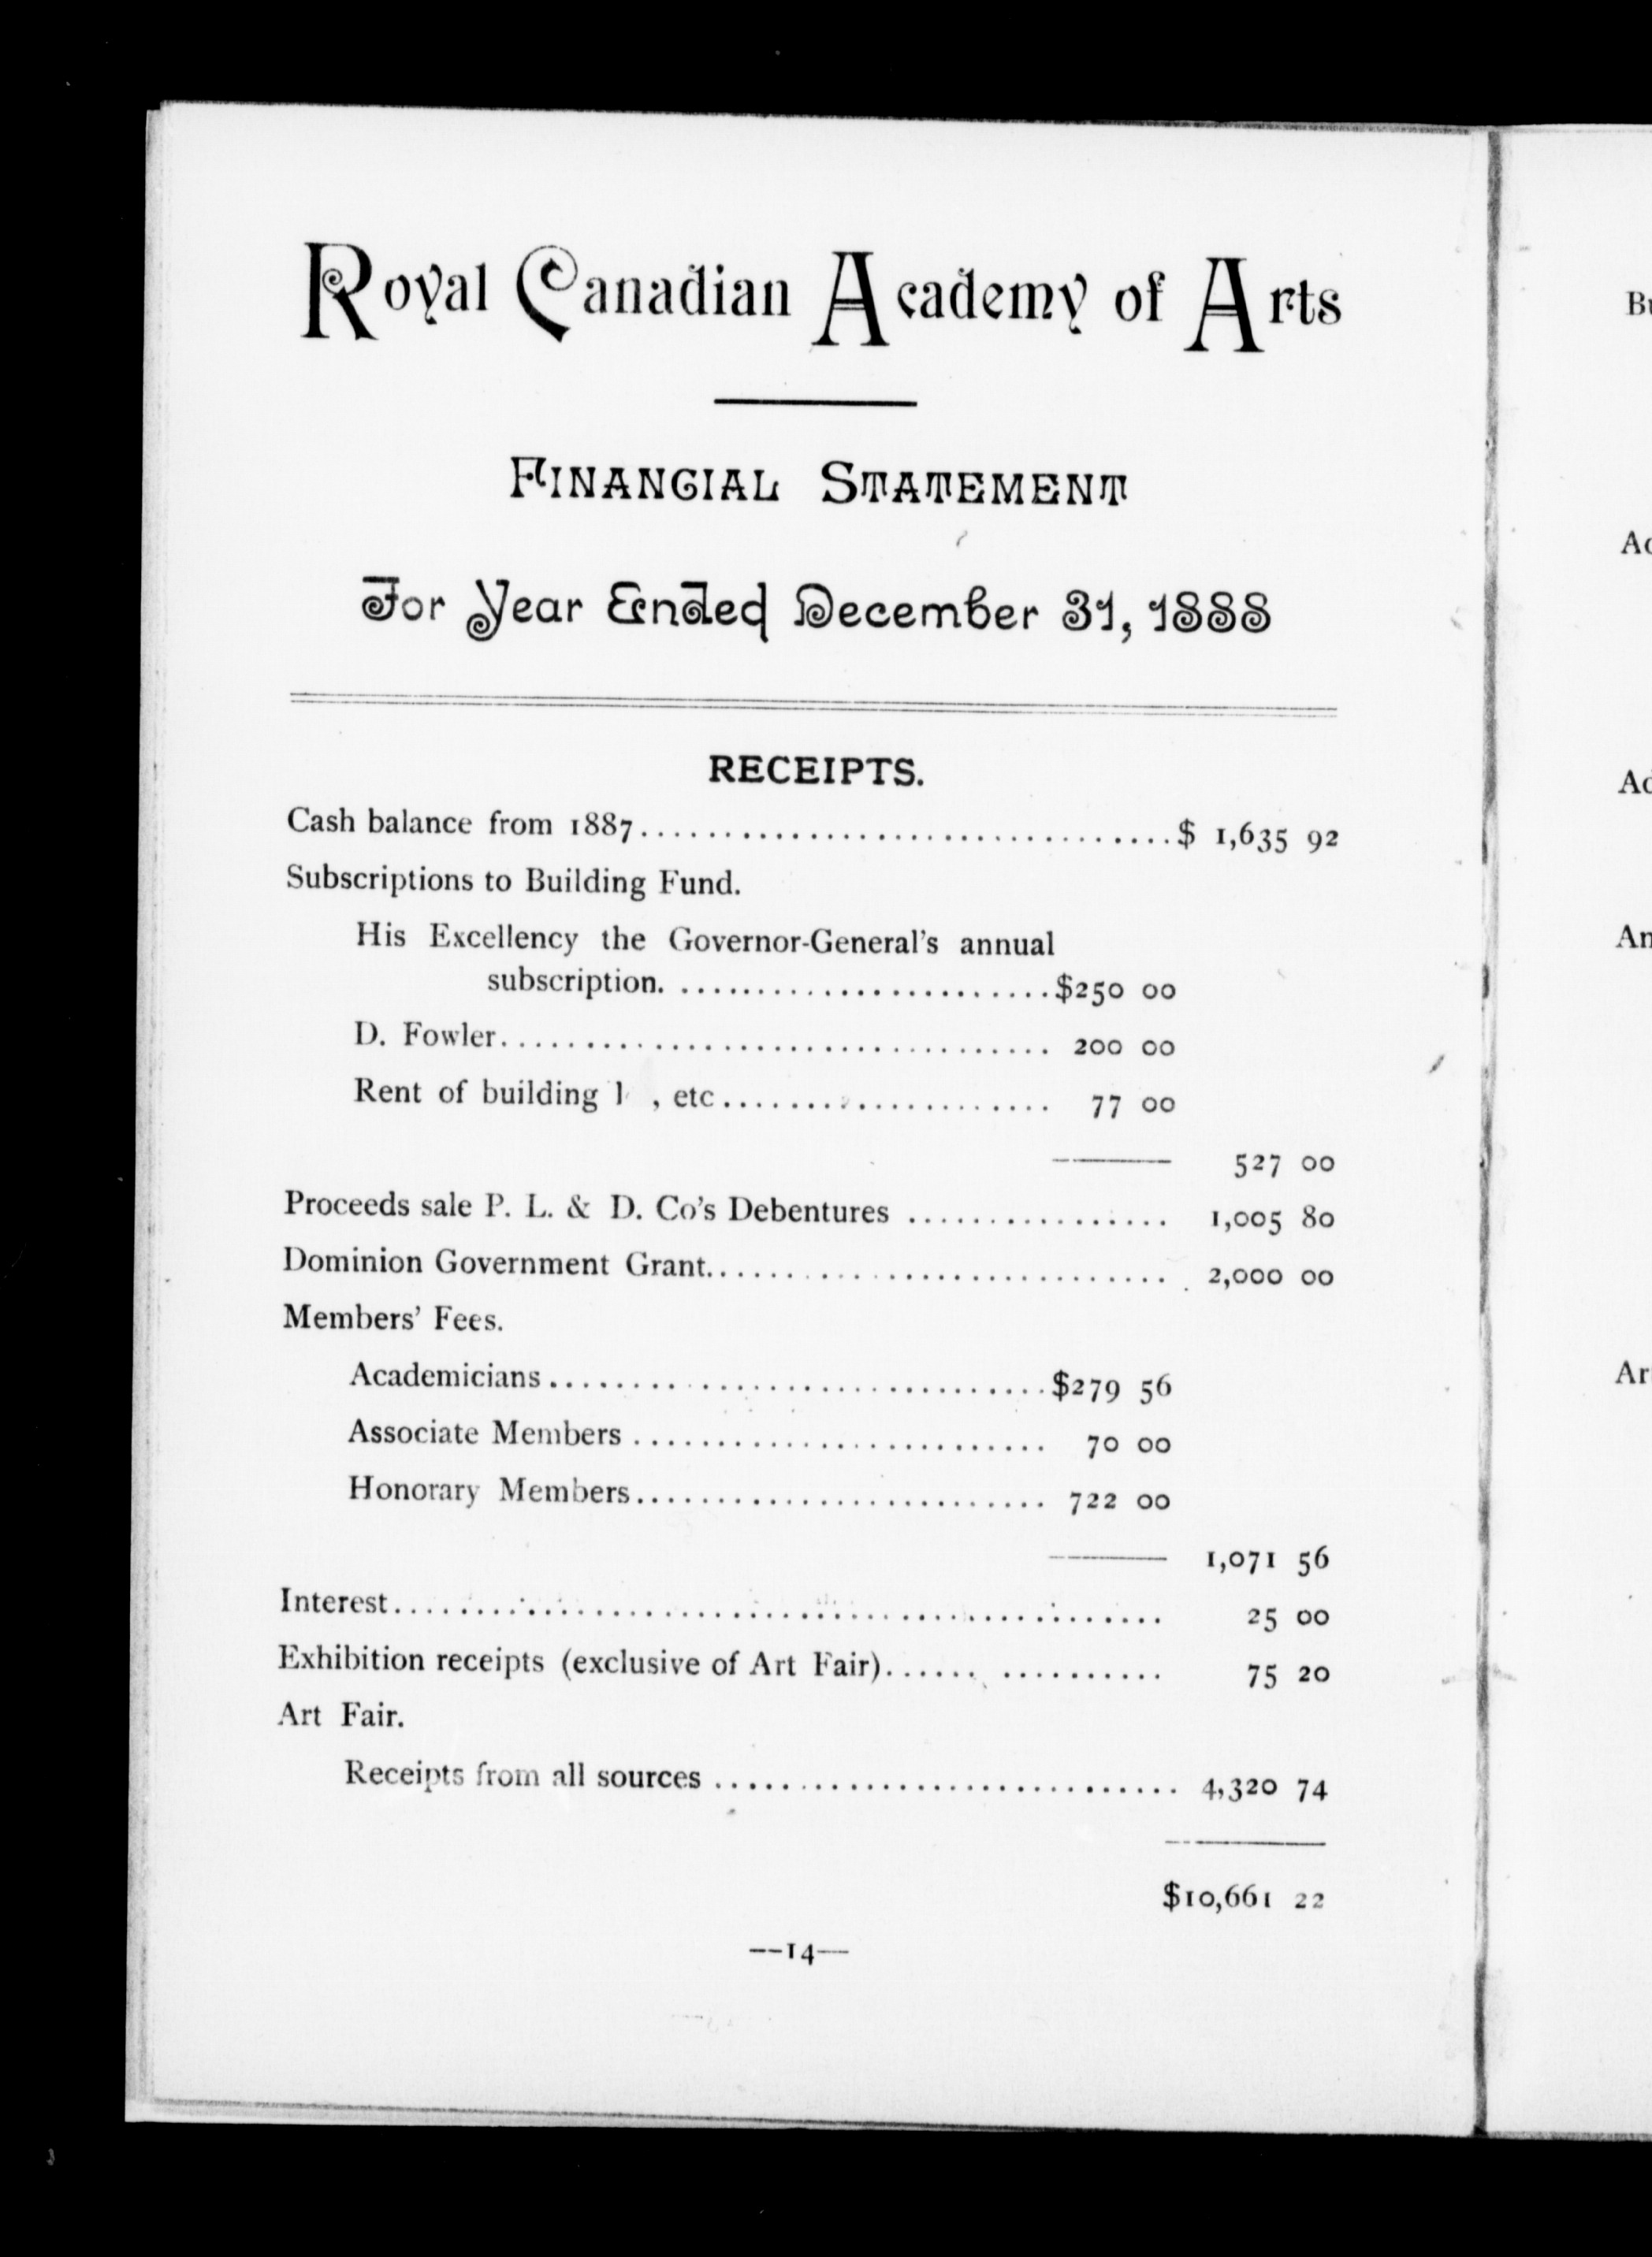 Royal Canadian Academy of Arts
Financial Statement
For Year Ended December 31, 1888
RECEIPTS.
Cash balance from 1887.................................$ 1,635 92
Subscriptions to Building Fund.
His Excellency the Governor-General's annual
subscription. ........................$250 00
D. Fowler................................. 200 00
Rent of building , etc.................... 77 00
527 00
Proceeds sale P. L. & D. Co's Debentures ................ 1,005 80
Dominion Government Grant............................ 2,000 00
Members' Fees.
Academicians..............................$279 56
Associate Members ......................... 70 00
Honorary Members......................... 722 00
1,071 56
Interest............................................... 25 00
Exhibition receipts (exclusive of Art Fair)...... .......... 75 20
Art Fair.
Receipts from all sources ............................ 4,320 74
$10,661 22
—14—